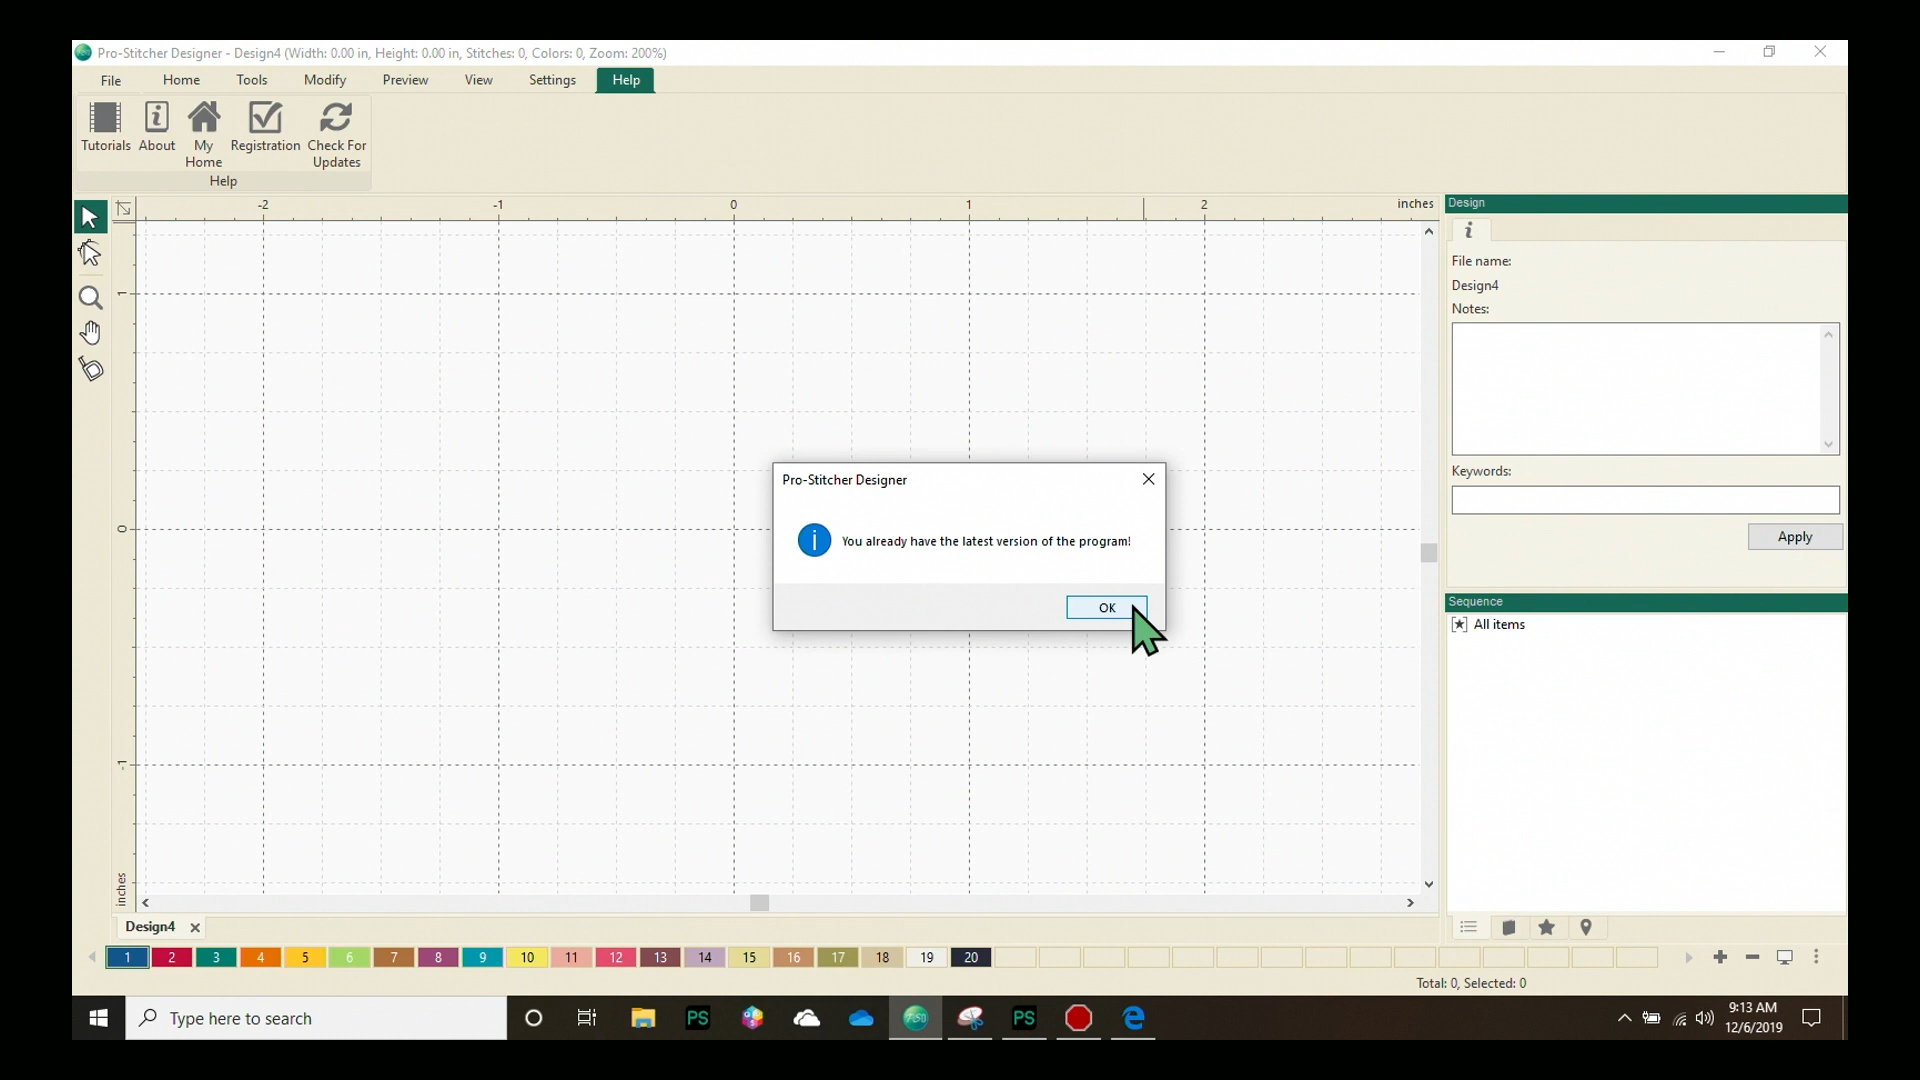 Pro-Stitcher Designer - Design4 (Width: 0.00 in, Height: 0.00 in, Stitches: 0, Colors: 0, Zoom: 200%)
File Home Tools Modify Preview View Settings Help
Tutorials About My Home Registration Check For Updates
Help
-2 -1 0 1 2 inches
1
0
-1
inches
Design
File name:
Design4
Notes:
Keywords:
Apply
Pro-Stitcher Designer
You already have the latest version of the program!
OK
Sequence
All items
Design4
1 2 3 4 5 6 7 8 9 10 11 12 13 14 15 16 17 18 19 20
Total: 0, Selected: 0
Type here to search
PS
PS
9:13 AM
12/6/2019